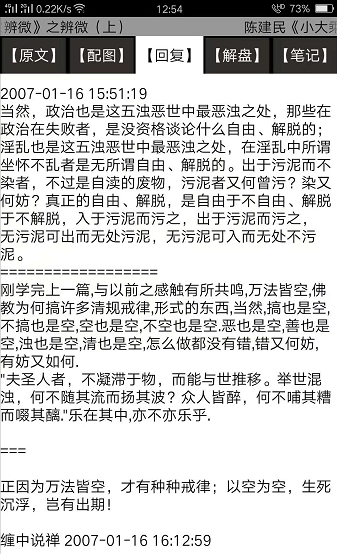 0.22K/s 12:54 73%
辨微》之辨微（上） 陈建民《小大
【原文】 【配图】 【回复】 【解盘】 【笔记】
2007-01-16 15:51:19
当然，政治也是这五浊恶世中最恶浊之处，那些在
政治在失败者，是没资格谈论什么自由、解脱的；
淫乱也是这五浊恶世中最恶浊之处，在淫乱中所谓
坐怀不乱者是无所谓自由、解脱的。出于污泥而不
染者，不过是自渎的废物，污泥者又何曾污？染又
何妨？真正的自由、解脱，是自由于不自由、解脱
于不解脱，入于污泥而污之，出于污泥而污之，
无污泥可出而无处污泥，无污泥可入而无处不污
泥。
==================
刚学完上一篇,与以前之感触有所共鸣,万法皆空,佛
教为何搞许多清规戒律,形式的东西,当然,搞也是空,
不搞也是空,空也是空,不空也是空.恶也是空,善也是
空,浊也是空,清也是空,怎么做都没有错,错又何妨,
有妨又如何.
"夫圣人者，不凝滞于物，而能与世推移。举世混
浊，何不随其流而扬其波？众人皆醉，何不哺其糟
而啜其醨."乐在其中,亦不亦乐乎.
===
正因为万法皆空，才有种种戒律；以空为空，生死
沉浮，岂有出期！
缠中说禅 2007-01-16 16:12:59